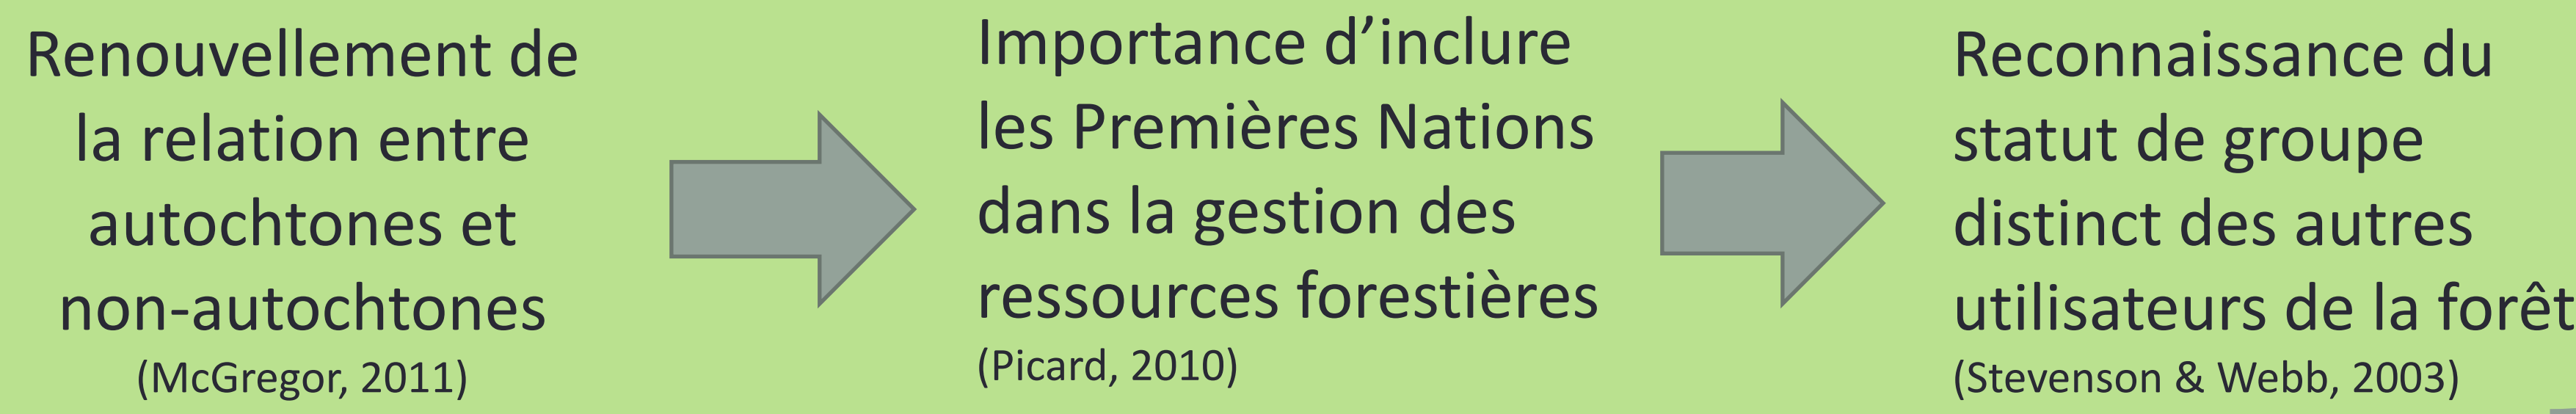 Renouvellement de
la relation entre
autochtones et
non-autochtones
(McGregor, 2011)
Importance d’inclure
les Premières Nations
dans la gestion des
ressources forestières
(Picard, 2010)
Reconnaissance du
statut de groupe
distinct des autres
utilisateurs de la forêt
(Stevenson & Webb, 2003)